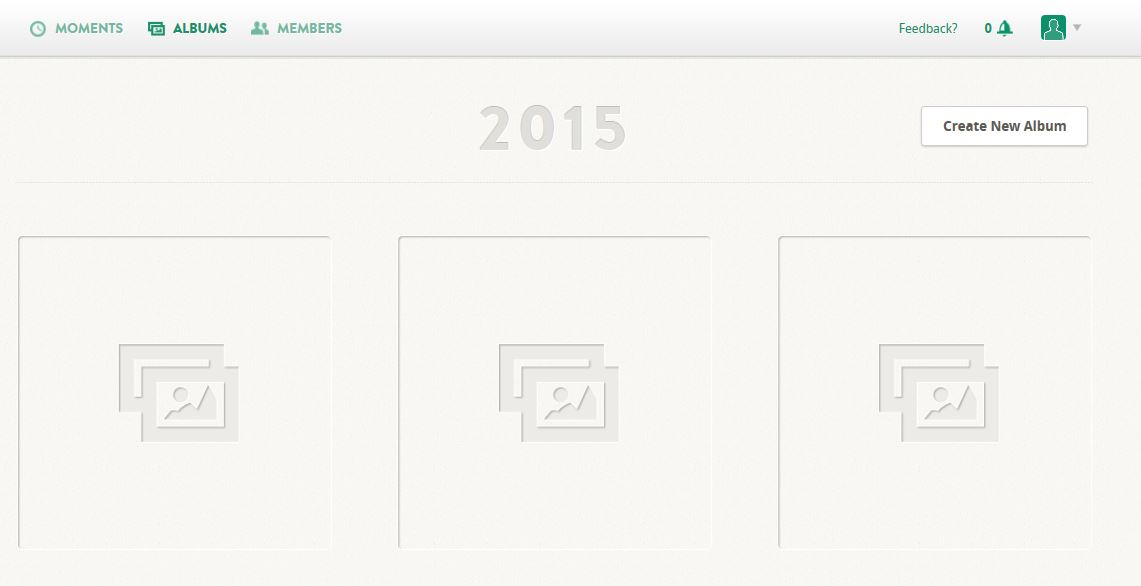 MOMENTS ALBUMS MEMBERS Feedback? 0
2015
Create New Album